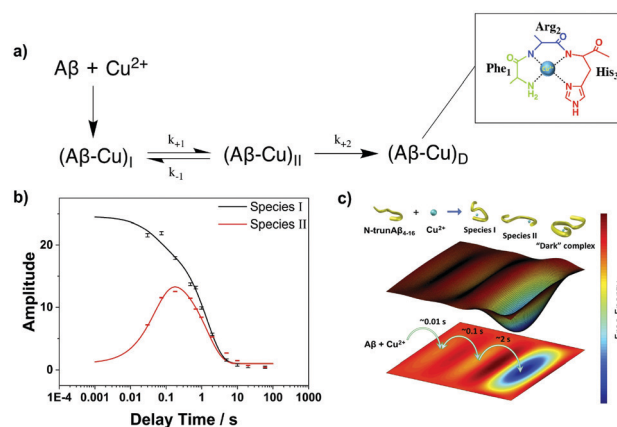 a)
Aβ + Cu²⁺
(Aβ-Cu)I
k+1
k-1
(Aβ-Cu)II
k+2
(Aβ-Cu)D
Arg2
Phe1
His3
O
O
O
N
N
N
NH2
N
H
b)
Species I
Species II
20
10
0
Amplitude
1E-4
0.001
0.01
0.1
1
10
100
1000
Delay Time / s
c)
N-trunAβ4-16
+
Cu²⁺
Species I
Species II
"Dark" complex
~0.01 s
~0.1 s
~2 s
Aβ + Cu²⁺